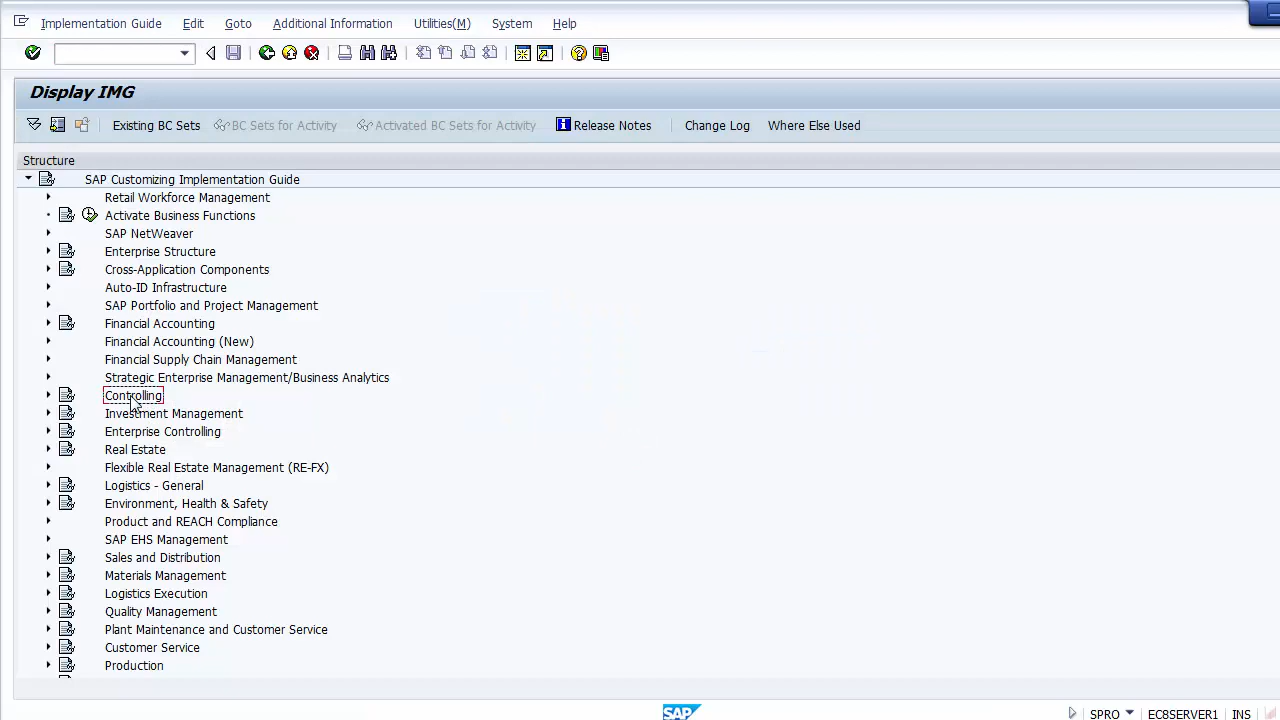 Implementation Guide Edit Goto Additional Information Utilities(M) System Help
Display IMG
Existing BC Sets BC Sets for Activity Activated BC Sets for Activity Release Notes Change Log Where Else Used
Structure
SAP Customizing Implementation Guide
Retail Workforce Management
Activate Business Functions
SAP NetWeaver
Enterprise Structure
Cross-Application Components
Auto-ID Infrastructure
SAP Portfolio and Project Management
Financial Accounting
Financial Accounting (New)
Financial Supply Chain Management
Strategic Enterprise Management/Business Analytics
Controlling
Investment Management
Enterprise Controlling
Real Estate
Flexible Real Estate Management (RE-FX)
Logistics - General
Environment, Health & Safety
Product and REACH Compliance
SAP EHS Management
Sales and Distribution
Materials Management
Logistics Execution
Quality Management
Plant Maintenance and Customer Service
Customer Service
Production
SAP SPRO EC8SERVER1 INS